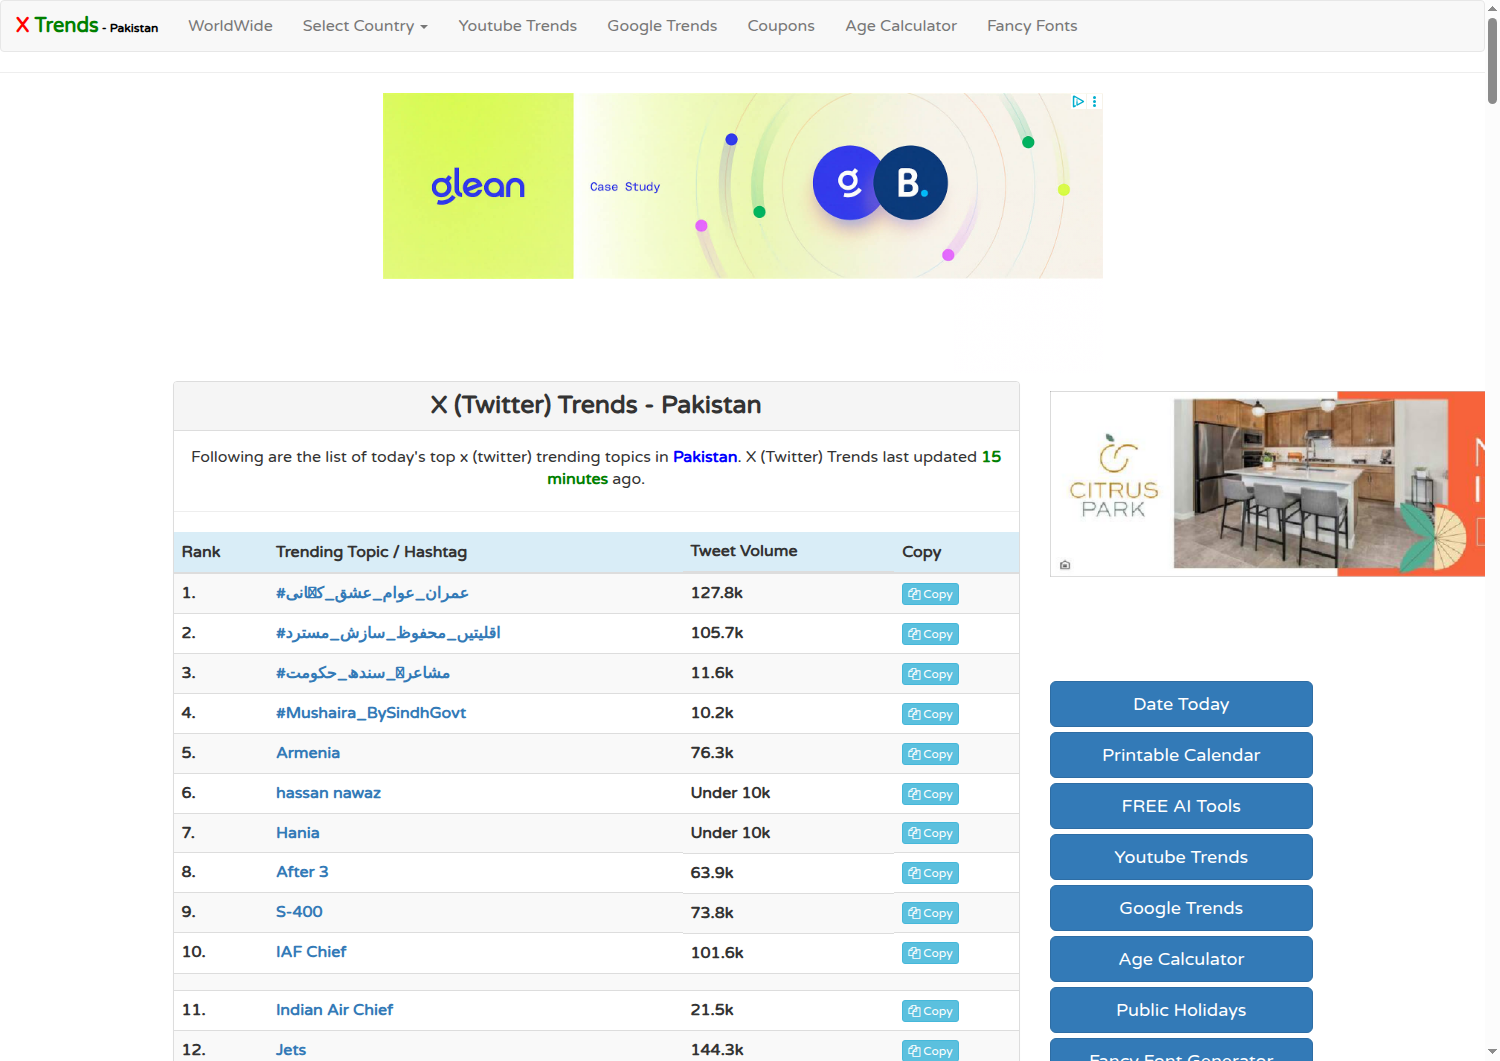 X Trends - Pakistan
WorldWide
Select Country
Youtube Trends
Google Trends
Coupons
Age Calculator
Fancy Fonts
glean
Case Study
g B.
X (Twitter) Trends - Pakistan
Following are the list of today's top x (twitter) trending topics in Pakistan. X (Twitter) Trends last updated 15
minutes ago.
Rank Trending Topic / Hashtag Tweet Volume Copy
1. #عمران_عوام_عشق_ک‍انی 127.8k Copy
2. #اقلیتیں_محفوظ_سازش_مسترد 105.7k Copy
3. #مشاعر_سندھ_حکومت 11.6k Copy
4. #Mushaira_BySindhGovt 10.2k Copy
5. Armenia 76.3k Copy
6. hassan nawaz Under 10k Copy
7. Hania Under 10k Copy
8. After 3 63.9k Copy
9. S-400 73.8k Copy
10. IAF Chief 101.6k Copy
11. Indian Air Chief 21.5k Copy
12. Jets 144.3k Copy
CITRUS
PARK
Date Today
Printable Calendar
FREE AI Tools
Youtube Trends
Google Trends
Age Calculator
Public Holidays
Fancy Font Generator